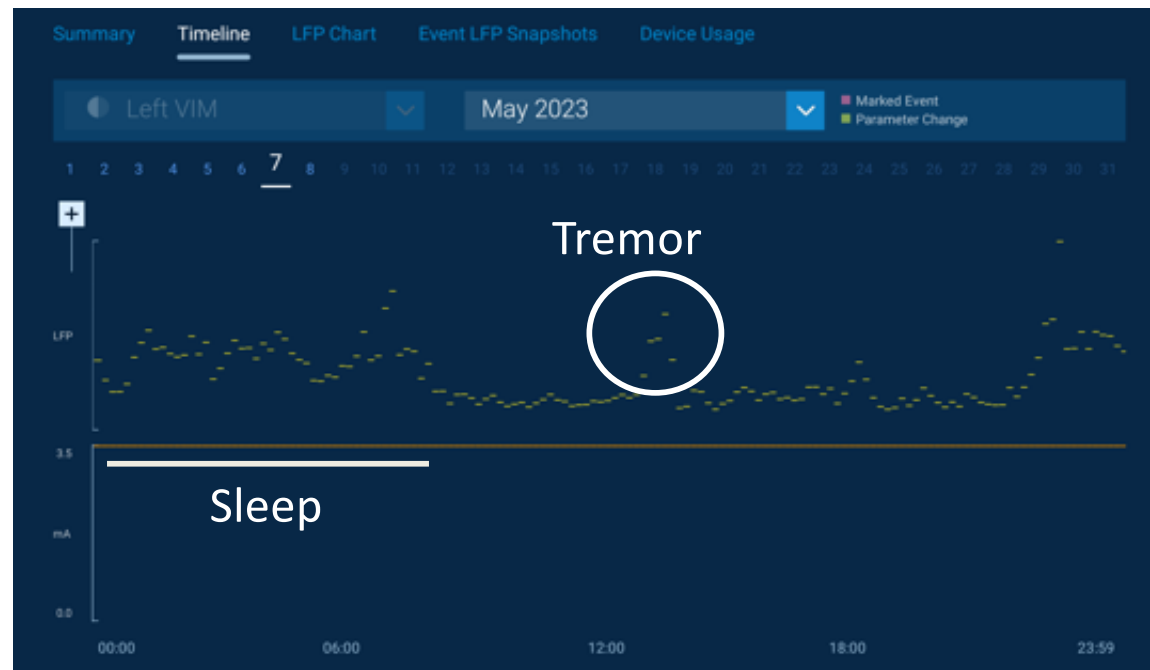 Summary Timeline LFP Chart Event LFP Snapshots Device Usage
Left VIM May 2023 Marked Event
Parameter Change
1 2 3 4 5 6 7 8 9 10 11 12 13 14 15 16 17 18 19 20 21 22 23 24 25 26 27 28 29 30 31
+
Tremor
LFP
3.5
Sleep
mA
0.0
00:00 06:00 12:00 18:00 23:59